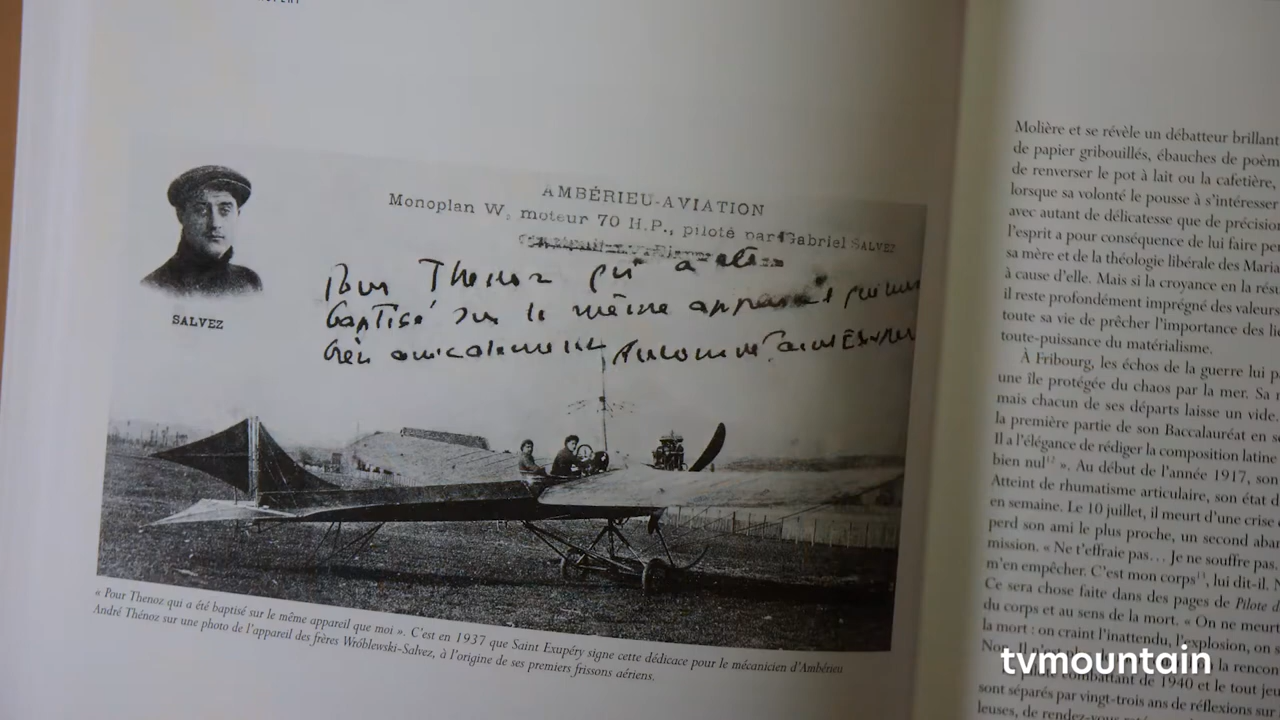 AMBÉRIEU-AVIATION
Monoplan W, moteur 70 H.P., piloté par Gabriel SALVEZ
Pour Thenoz qui a été
baptisé sur le même appareil que moi
très amicalement Antoine de Saint Exupéry
SALVEZ
« Pour Thenoz qui a été baptisé sur le même appareil que moi ». C'est en 1937 que Saint Exupéry signe cette dédicace pour le mécanicien d'Ambérieu
André Thénoz sur une photo de l'appareil des frères Wróblewski-Salvez, à l'origine de ses premiers frissons aériens.
Molière et se révèle un débatteur brillant
de papier gribouillés, ébauches de poèm
de renverser le pot à lait ou la cafetière,
lorsque sa volonté le pousse à s'intéresser
avec autant de délicatesse que de précision
l'esprit a pour conséquence de lui faire per
sa mère et de la théologie libérale des Maria
à cause d'elle. Mais si la croyance en la rés
il reste profondément imprégné des valeurs
toute sa vie de prêcher l'importance des li
toute-puissance du matérialisme.
À Fribourg, les échos de la guerre lui p
une île protégée du chaos par la mer. Sa
mais chacun de ses départs laisse un vide.
la première partie de son Baccalauréat en s
Il a l'élégance de rédiger la composition latine
bien nul¹² ». Au début de l'année 1917, son
Atteint de rhumatisme articulaire, son état d
en semaine. Le 10 juillet, il meurt d'une crise
perd son ami le plus proche, un second aban
mission. « Ne t'effraie pas… Je ne souffre pas,
m'en empêcher. C'est mon corps¹³, lui dit-il.
Ce sera chose faite dans des pages de Pilote d
du corps et au sens de la mort. « On ne meurt
la mort : on craint l'inattendu, l'explosion, on s
la rencon
combattant de 1940 et le tout jeu
sont séparés par vingt-trois ans de réflexions sur
leuses, de rendez-vous
tvmountain